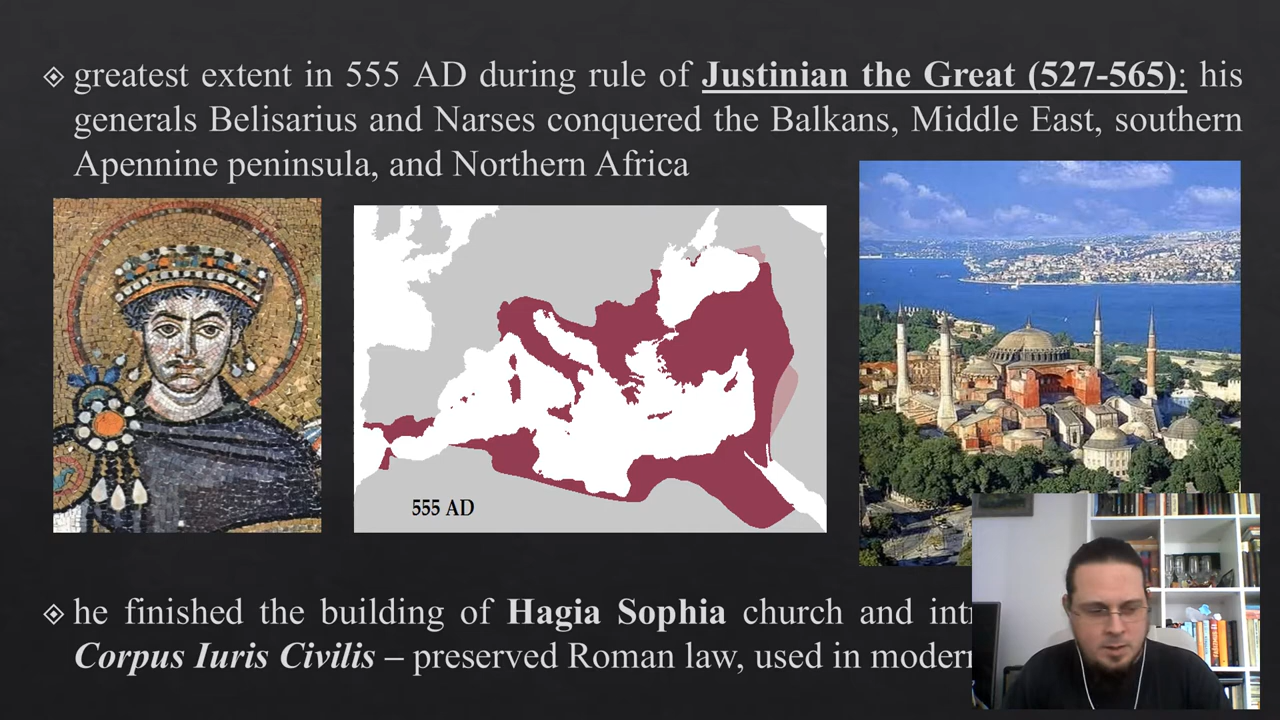 greatest extent in 555 AD during rule of Justinian the Great (527-565): his
generals Belisarius and Narses conquered the Balkans, Middle East, southern
Apennine peninsula, and Northern Africa
555 AD
he finished the building of Hagia Sophia church and
Corpus Iuris Civilis – preserved Roman law, used in